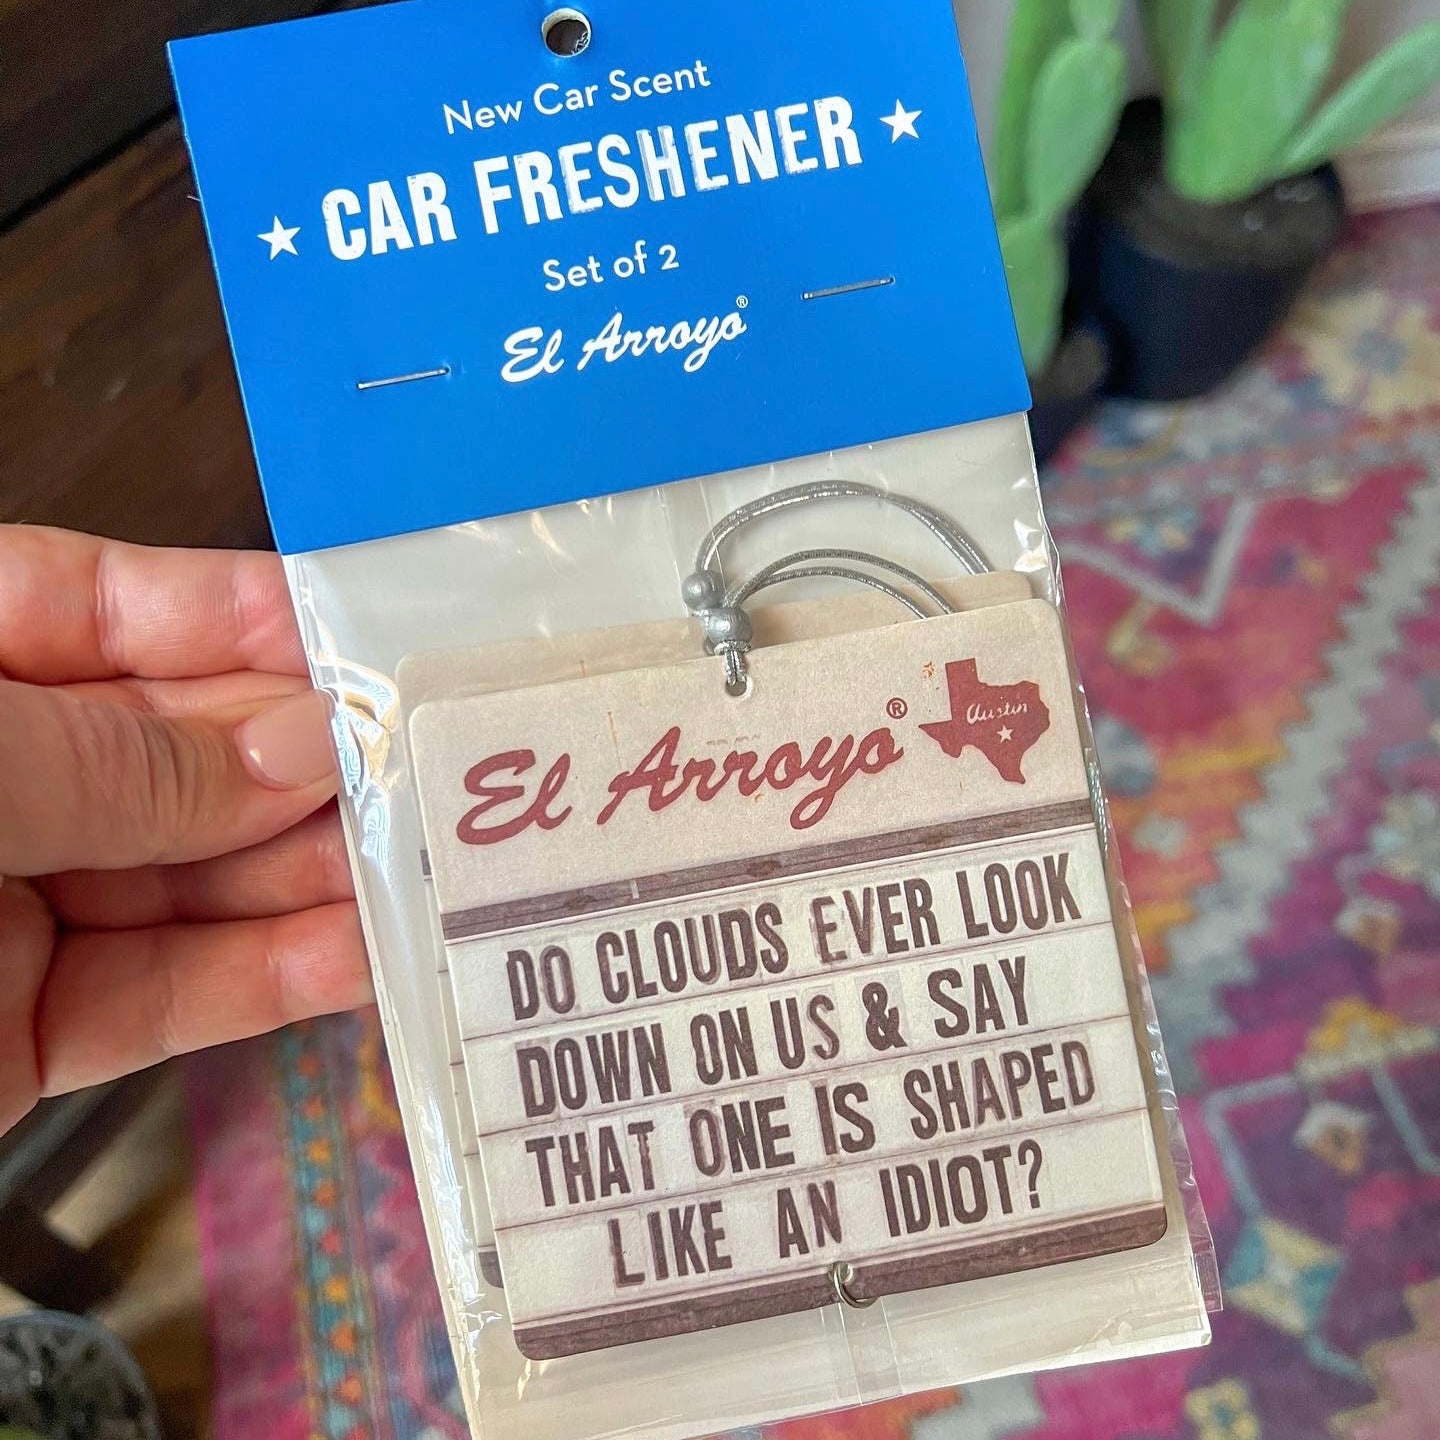 New Car Scent
★ CAR FRESHENER ★
Set of 2
El Arroyo®
El Arroyo®
Austin
DO CLOUDS EVER LOOK
DOWN ON US & SAY
THAT ONE IS SHAPED
LIKE AN IDIOT?